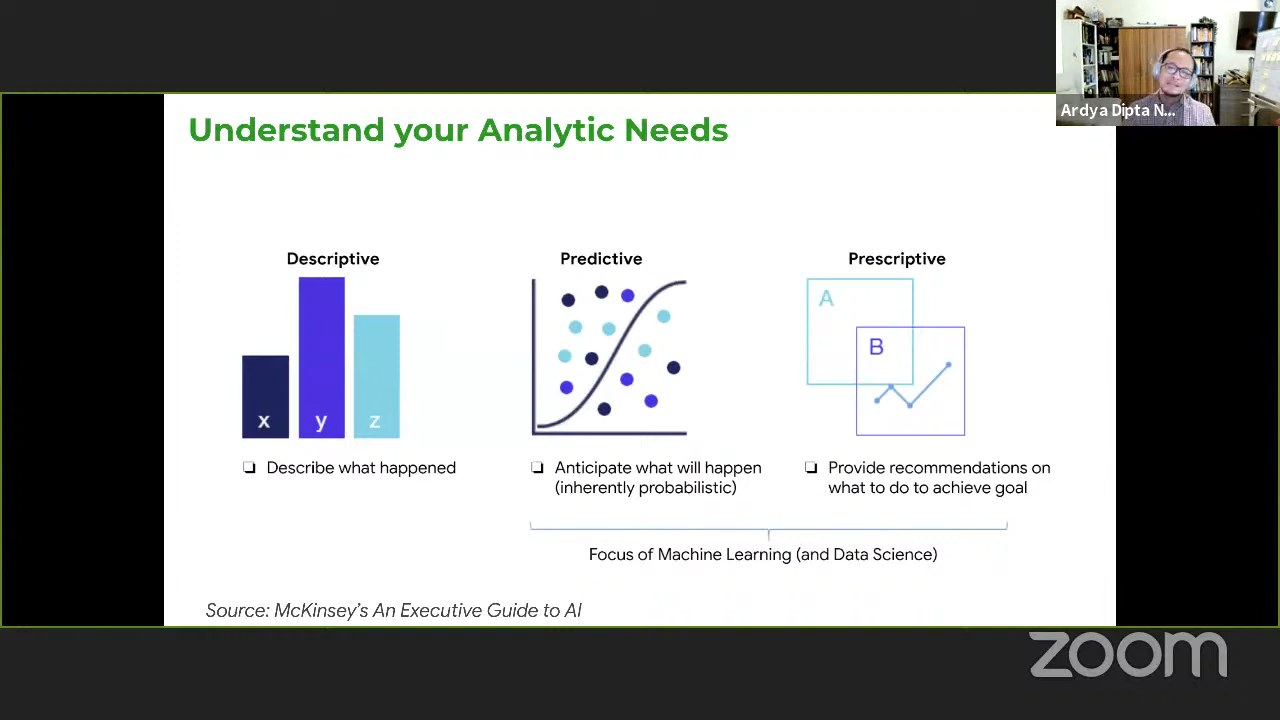 Ardya Dipta N...
Understand your Analytic Needs
Descriptive
Predictive
Prescriptive
x
y
z
A
B
❏ Describe what happened
❏ Anticipate what will happen
(inherently probabilistic)
❏ Provide recommendations on
what to do to achieve goal
Focus of Machine Learning (and Data Science)
Source: McKinsey's An Executive Guide to AI
zoom